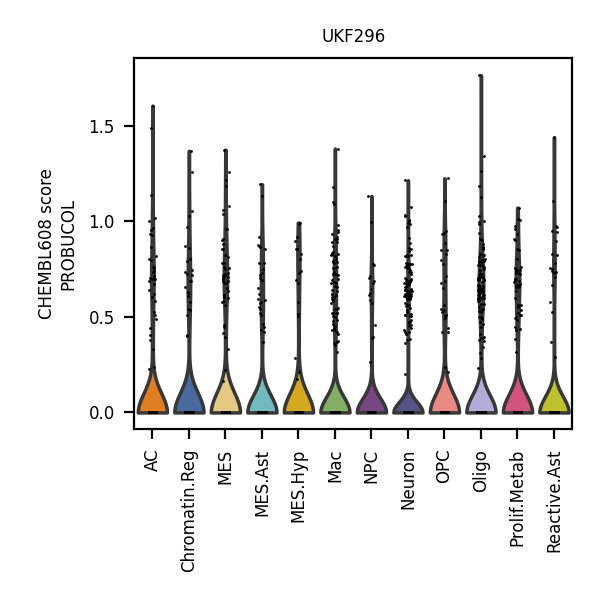 UKF296
CHEMBL608 score
PROBUCOL
1.5
1.0
0.5
0.0
AC
Chromatin.Reg
MES
MES.Ast
MES.Hyp
Mac
NPC
Neuron
OPC
Oligo
Prolif.Metab
Reactive.Ast